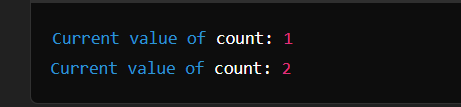 Current value of count: 1
Current value of count: 2